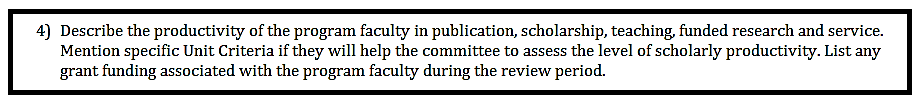 4) Describe the productivity of the program faculty in publication, scholarship, teaching, funded research and service.
Mention specific Unit Criteria if they will help the committee to assess the level of scholarly productivity. List any
grant funding associated with the program faculty during the review period.